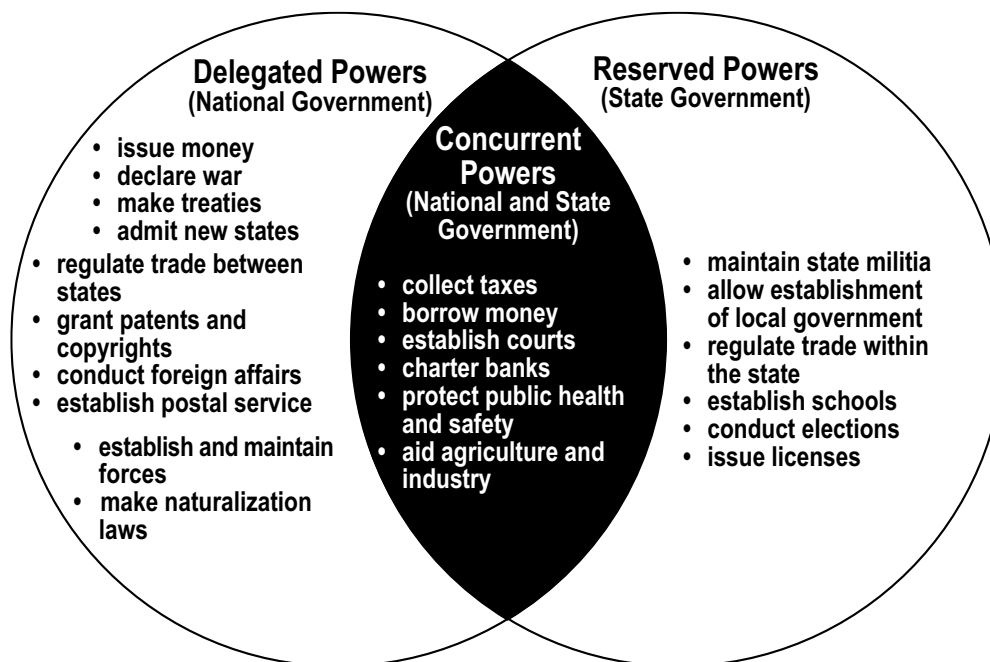 Delegated Powers
(National Government)
• issue money
• declare war
• make treaties
• admit new states
• regulate trade between
states
• grant patents and
copyrights
• conduct foreign affairs
• establish postal service
• establish and maintain
forces
• make naturalization
laws
Concurrent
Powers
(National and State
Government)
• collect taxes
• borrow money
• establish courts
• charter banks
• protect public health
and safety
• aid agriculture and
industry
Reserved Powers
(State Government)
• maintain state militia
• allow establishment
of local government
• regulate trade within
the state
• establish schools
• conduct elections
• issue licenses